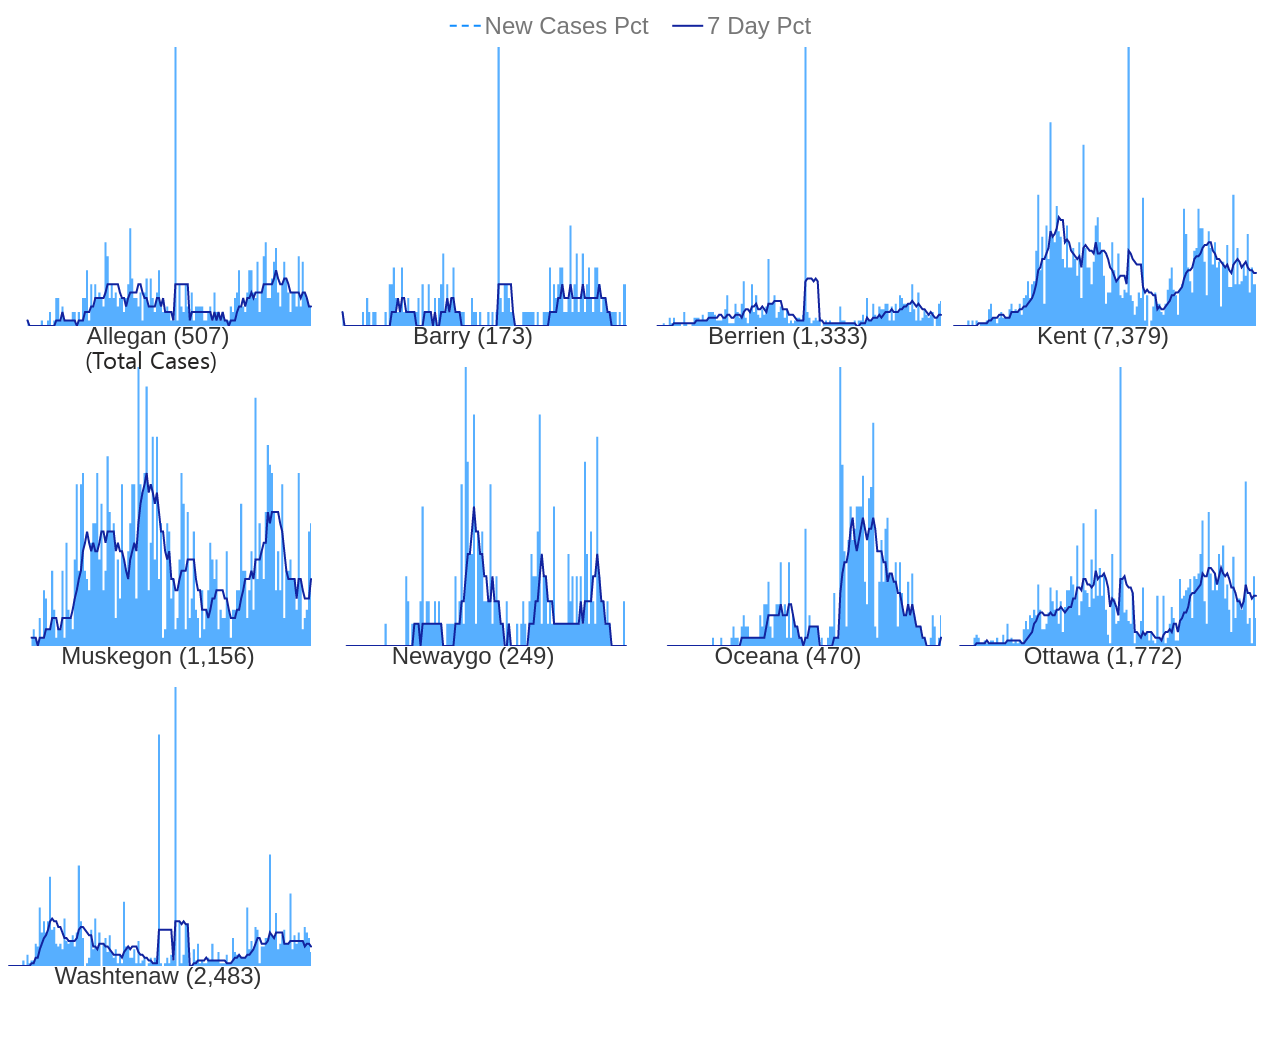 New Cases Pct 7 Day Pct
Allegan (507) Barry (173) Berrien (1,333) Kent (7,379)
(Total Cases)
Muskegon (1,156) Newaygo (249) Oceana (470) Ottawa (1,772)
Washtenaw (2,483)